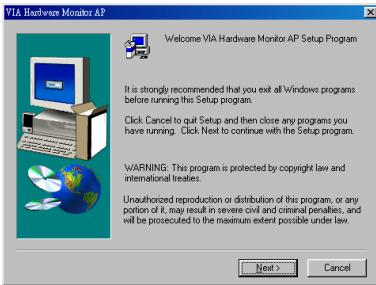 VIA Hardware Monitor AP
Welcome VIA Hardware Monitor AP Setup Program
It is strongly recommended that you exit all Windows programs
before running this Setup program.
Click Cancel to quit Setup and then close any programs you
have running. Click Next to continue with the Setup program.
WARNING: This program is protected by copyright law and
international treaties.
Unauthorized reproduction or distribution of this program, or any
portion of it, may result in severe civil and criminal penalties, and
will be prosecuted to the maximum extent possible under law.
Next >
Cancel